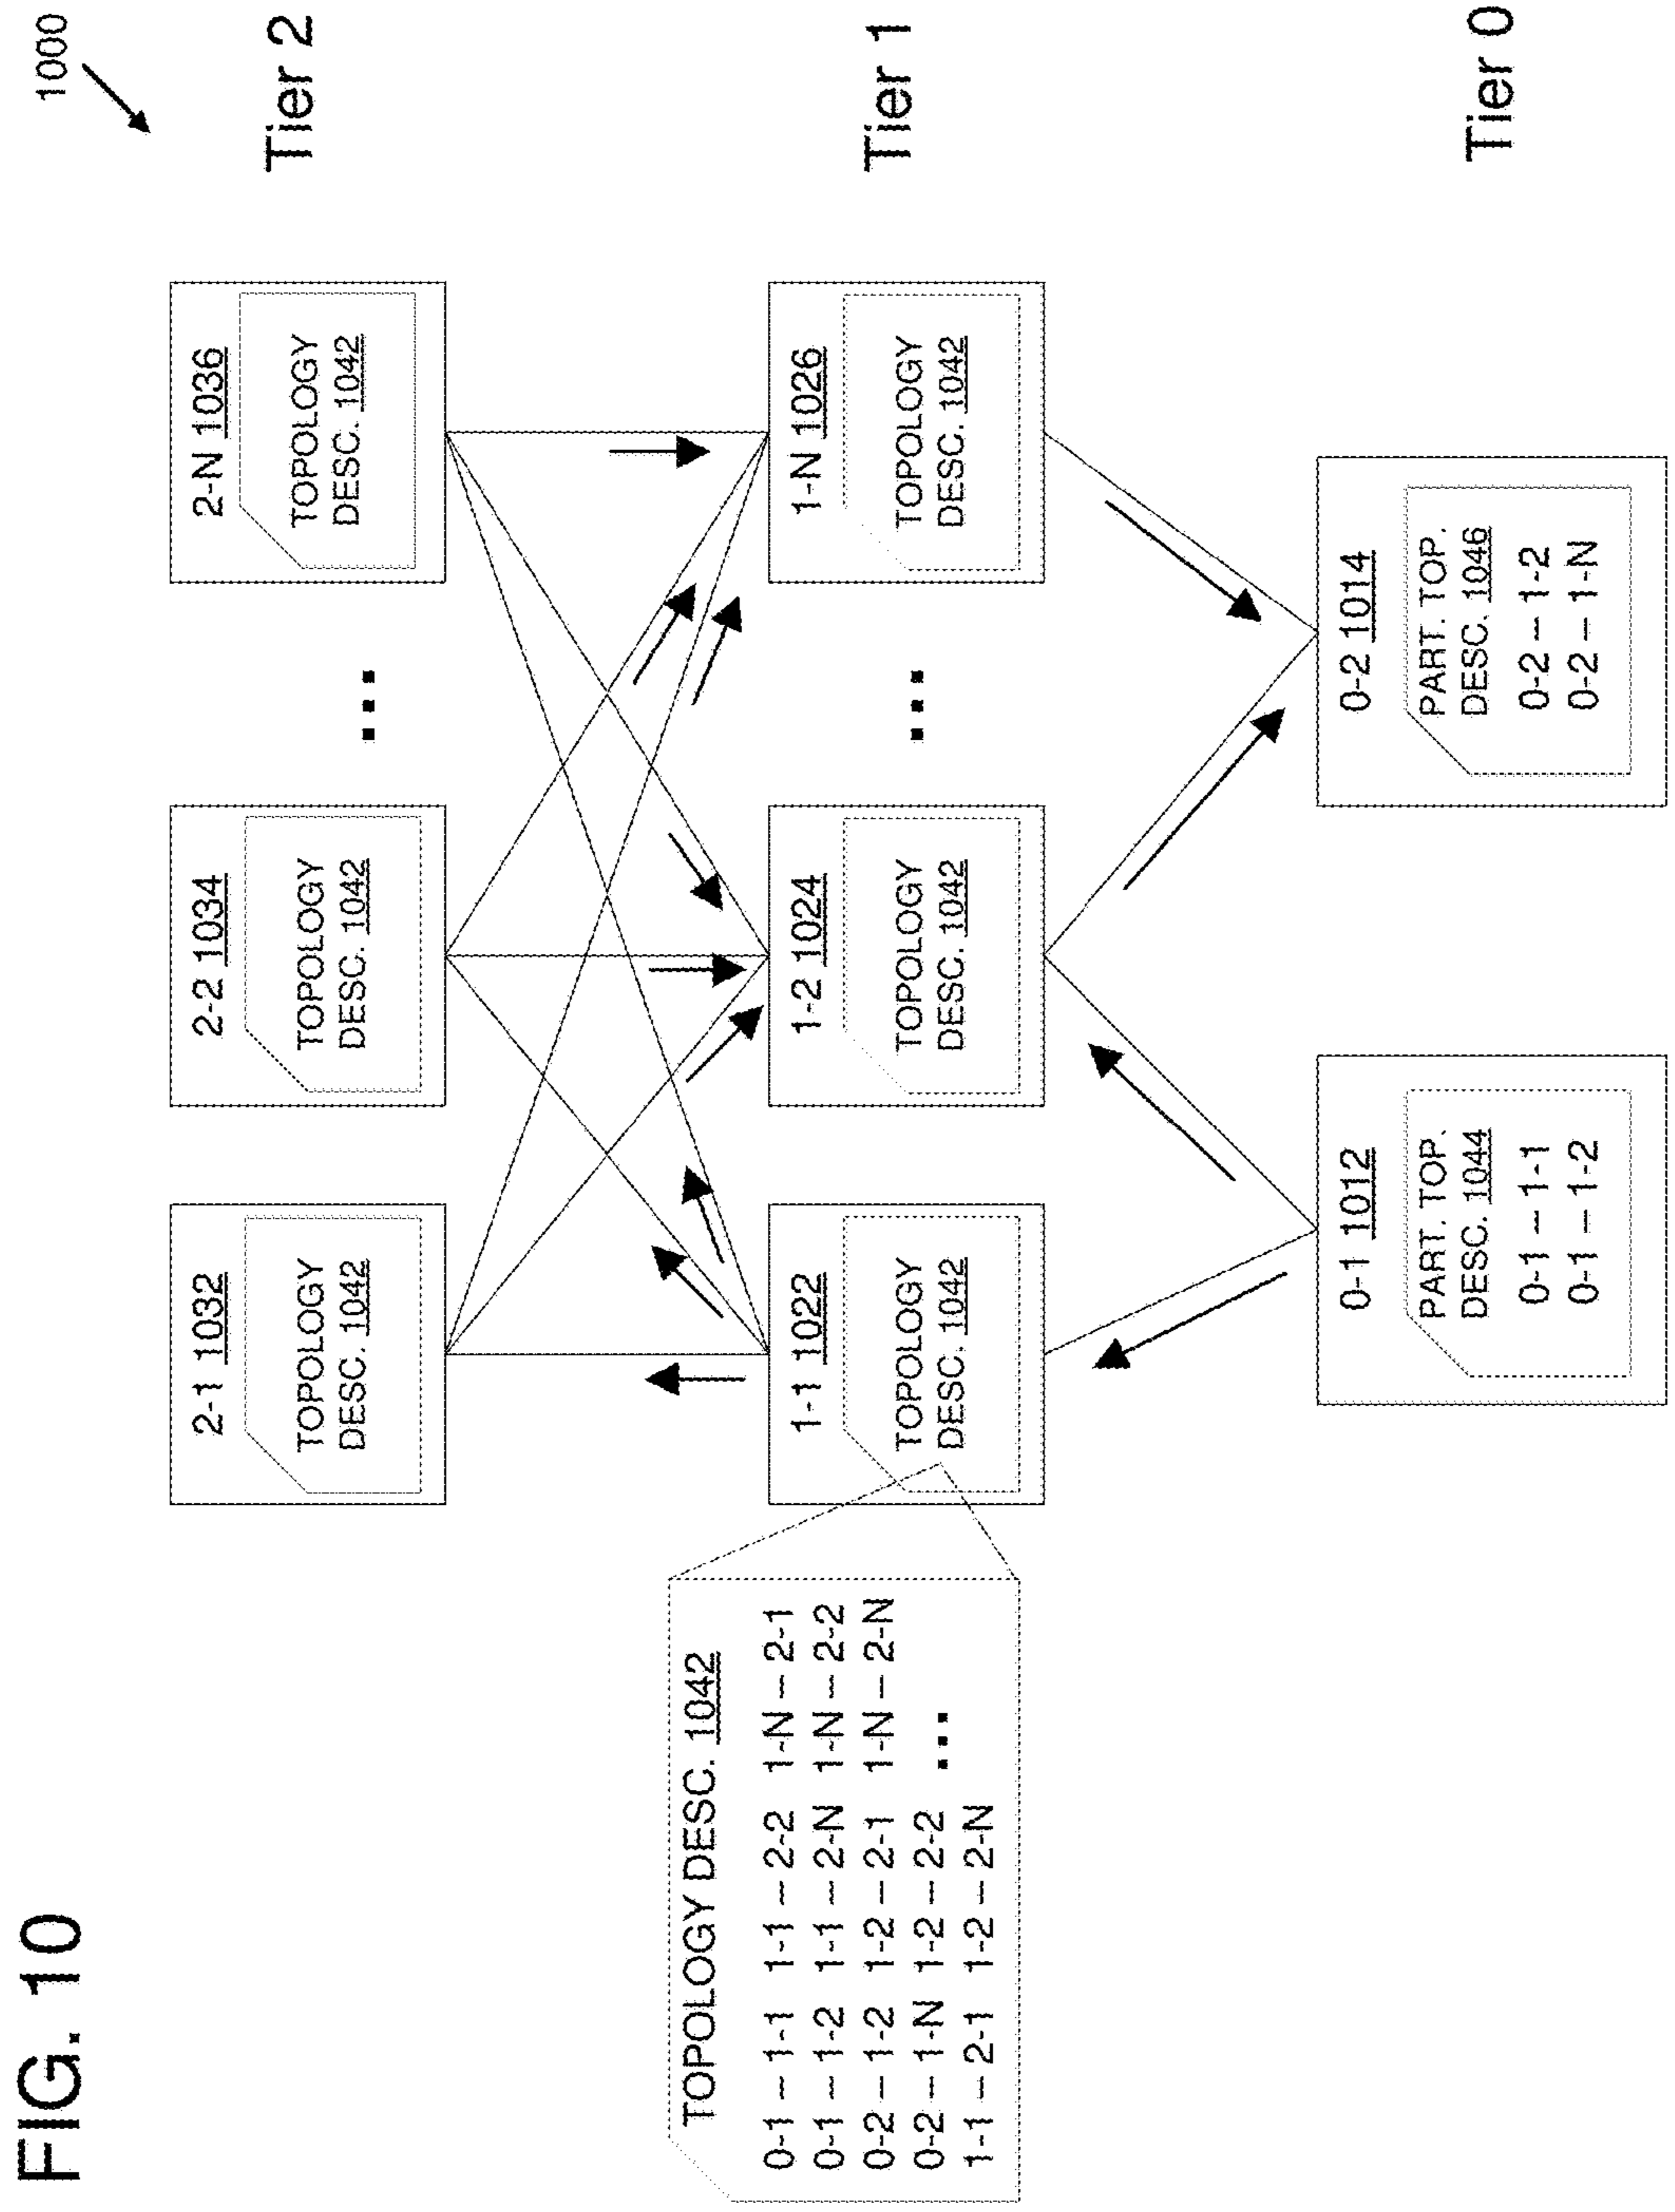 FIG. 10
1000
Tier 2
2-1 1032
TOPOLOGY
DESC. 1042
2-2 1034
TOPOLOGY
DESC. 1042
...
2-N 1036
TOPOLOGY
DESC. 1042
Tier 1
TOPOLOGY DESC. 1042
0-1 – 1-1 1-1 – 2-2 1-N – 2-1
0-1 – 1-2 1-1 – 2-N 1-N – 2-2
0-2 – 1-2 1-2 – 2-1 1-N – 2-N
0-2 – 1-N 1-2 – 2-2 ...
1-1 – 2-1 1-2 – 2-N
1-1 1022
TOPOLOGY
DESC. 1042
1-2 1024
TOPOLOGY
DESC. 1042
...
1-N 1026
TOPOLOGY
DESC. 1042
Tier 0
0-1 1012
PART. TOP.
DESC. 1044
0-1 – 1-1
0-1 – 1-2
0-2 1014
PART. TOP.
DESC. 1046
0-2 – 1-2
0-2 – 1-N